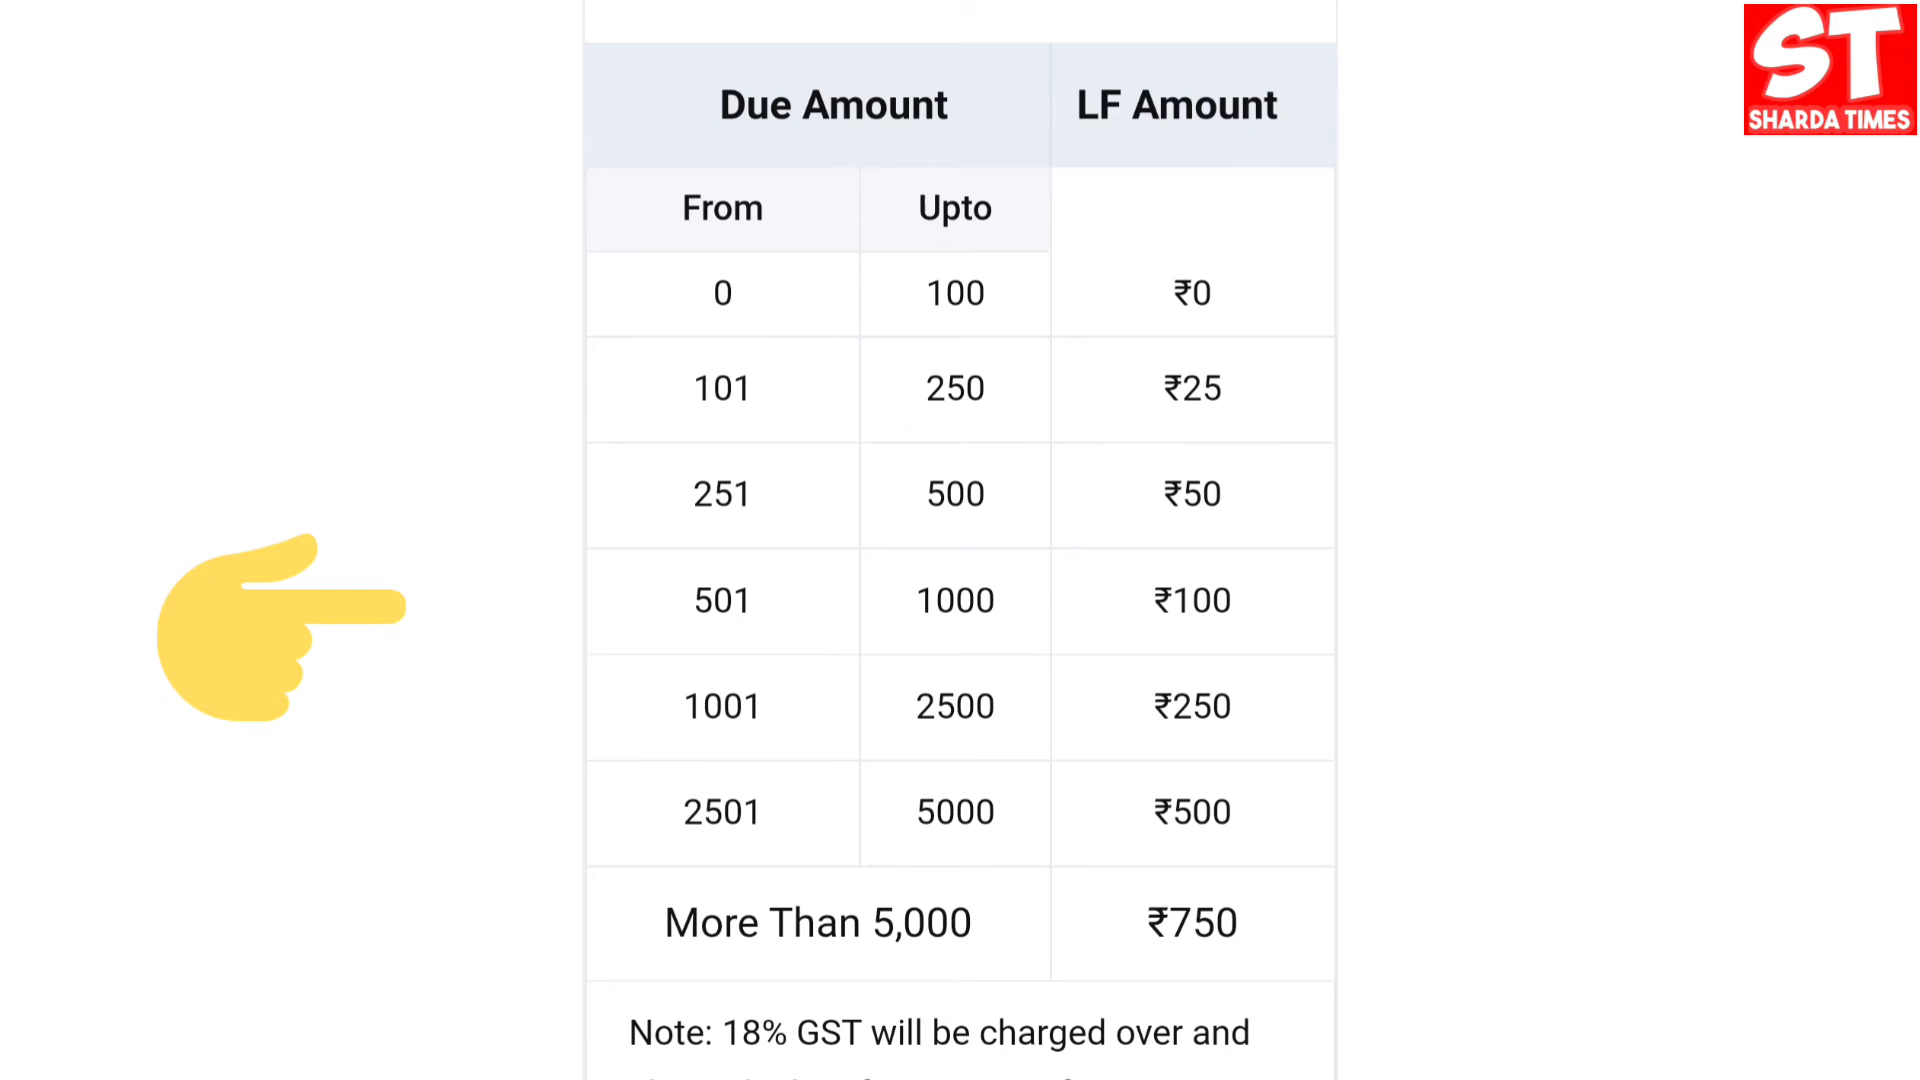 ST
SHARDA TIMES
Due Amount LF Amount
From Upto
0 100 ₹0
101 250 ₹25
251 500 ₹50
501 1000 ₹100
1001 2500 ₹250
2501 5000 ₹500
More Than 5,000 ₹750
Note: 18% GST will be charged over and